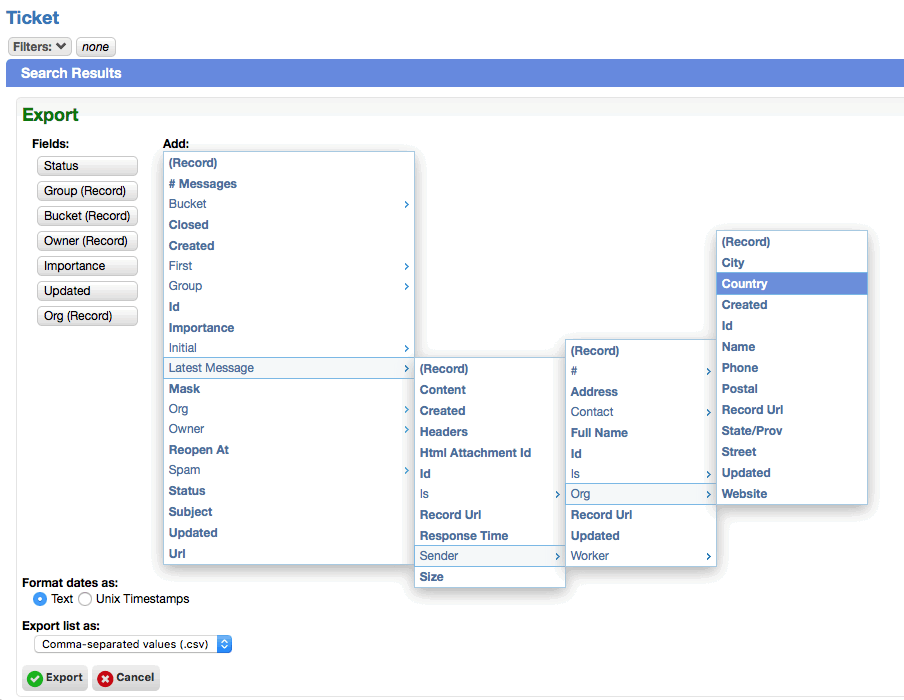 Ticket
Filters:
none
Search Results
Export
Fields:
Status
Group (Record)
Bucket (Record)
Owner (Record)
Importance
Updated
Org (Record)
Add:
(Record)
# Messages
Bucket
Closed
Created
First
Group
Id
Importance
Initial
Latest Message
Mask
Org
Owner
Reopen At
Spam
Status
Subject
Updated
Url
(Record)
Content
Created
Headers
Html Attachment Id
Id
Is
Record Url
Response Time
Sender
Size
(Record)
#
Address
Contact
Full Name
Id
Is
Org
Record Url
Updated
Worker
(Record)
City
Country
Created
Id
Name
Phone
Postal
Record Url
State/Prov
Street
Updated
Website
Format dates as:
Text Unix Timestamps
Export list as:
Comma-separated values (.csv)
Export Cancel